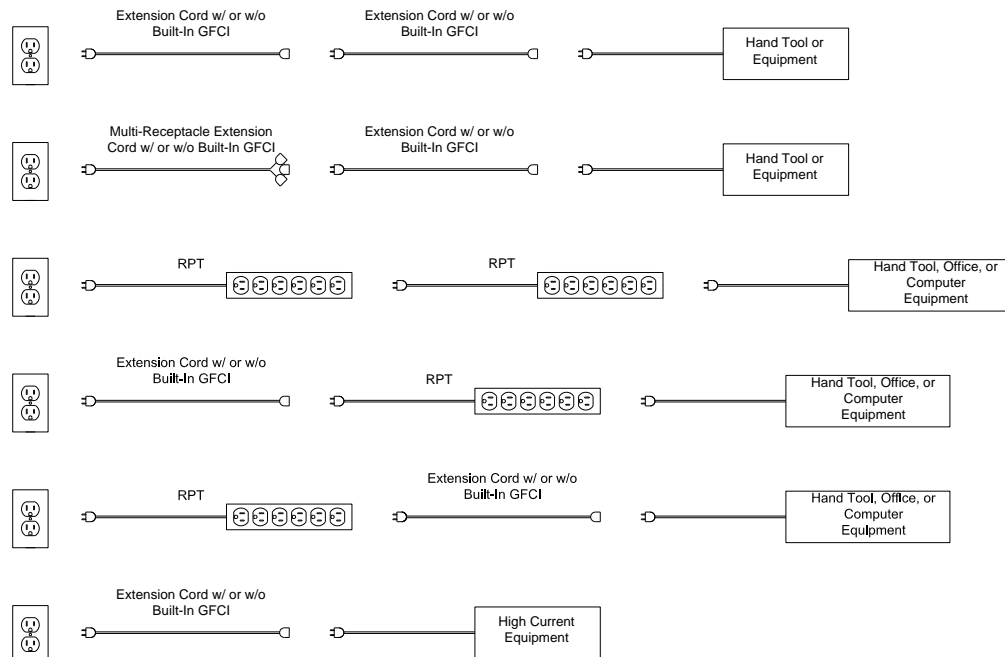 Extension Cord w/ or w/o
Built-In GFCI
Extension Cord w/ or w/o
Built-In GFCI
Hand Tool or
Equipment
Multi-Receptacle Extension
Cord w/ or w/o Built-In GFCI
Extension Cord w/ or w/o
Built-In GFCI
Hand Tool or
Equipment
RPT
RPT
Hand Tool, Office, or
Computer
Equipment
Extension Cord w/ or w/o
Built-In GFCI
RPT
Hand Tool, Office, or
Computer
Equipment
RPT
Extension Cord w/ or w/o
Built-In GFCI
Hand Tool, Office, or
Computer
Equipment
Extension Cord w/ or w/o
Built-In GFCI
High Current
Equipment